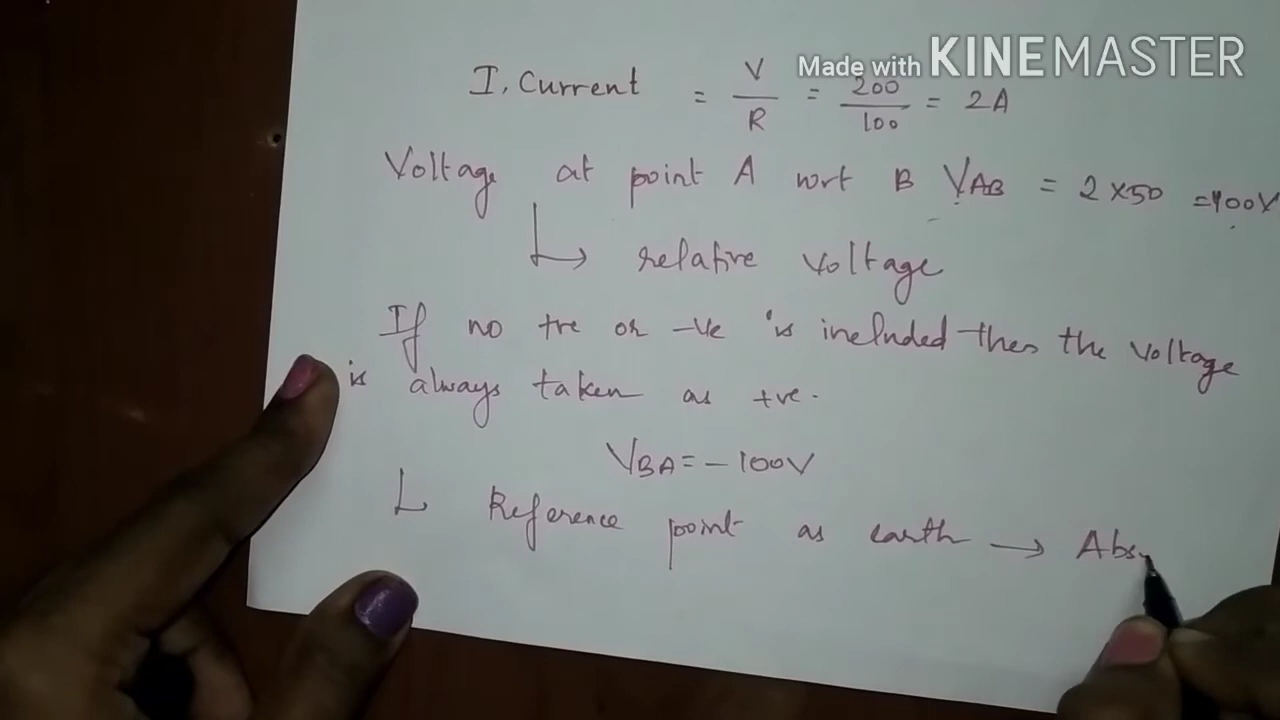 Made with KINEMASTER
I, Current = V/R = 200/100 = 2A
Voltage at point A wrt B VAB = 2×50 =100V
↳ relative voltage
If no +ve or -ve is included then the voltage
is always taken as +ve.
VBA = -100V
Reference point as earth → Abs